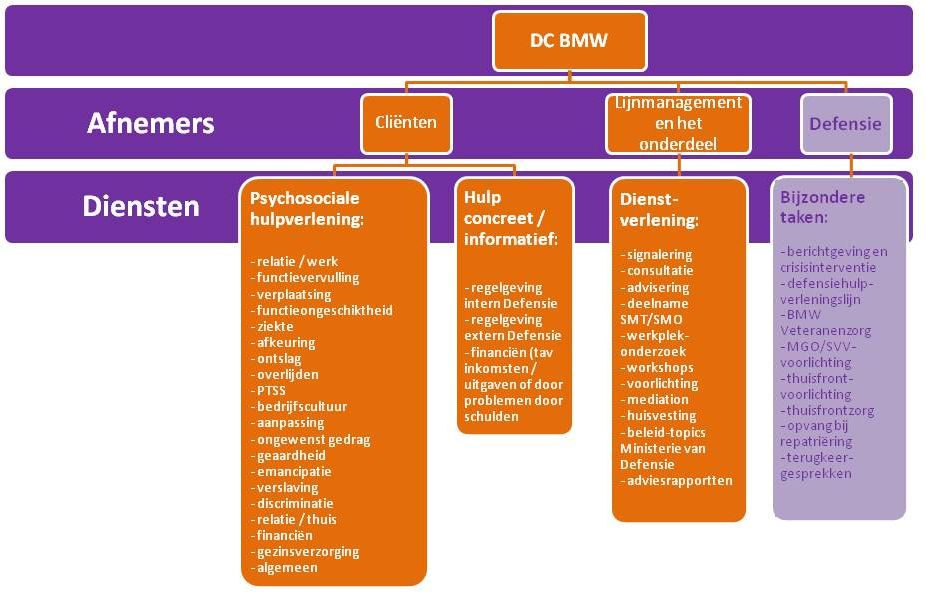 DC BMW
Afnemers
Cliënten
Lijnmanagement
en het
onderdeel
Defensie
Diensten
Psychosociale
hulpverlening:
-relatie / werk
-functievervulling
-verplaatsing
-functieongeschiktheid
-ziekte
-afkeuring
-ontslag
-overlijden
-PTSS
-bedrijfscultuur
-aanpassing
-ongewenst gedrag
-geaardheid
-emancipatie
-verslaving
-discriminatie
-relatie / thuis
-financiën
-gezinsverzorging
-algemeen
Hulp
concreet /
informatief:
-regelgeving
intern Defensie
-regelgeving
extern Defensie
-financiën (tav
inkomsten /
uitgaven of door
problemen door
schulden
Dienst-
verlening:
-signalering
-consultatie
-advisering
-deelname
SMT/SMO
-werkplek-
onderzoek
-workshops
-voorlichting
-mediation
-huisvesting
-beleid-topics
Ministerie van
Defensie
-adviesrapportten
Bijzondere
taken:
-berichtgeving en
crisisinterventie
-defensiehulp-
verleningslijn
-BMW
Veteranenzorg
-MGO/SVV-
voorlichting
-thuisfront-
voorlichting
-thuisfrontzorg
-opvang bij
repatriëring
-terugkeer-
gesprekken